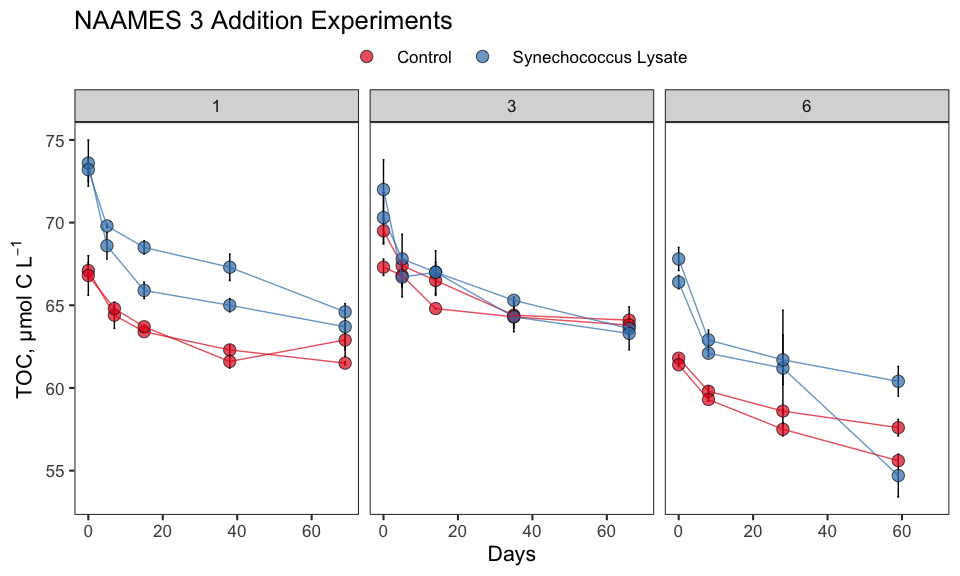 NAAMES 3 Addition Experiments
Control Synechococcus Lysate
1 3 6
TOC, μmol C L⁻¹
75
70
65
60
55
0 20 40 60 0 20 40 60 0 20 40 60
Days